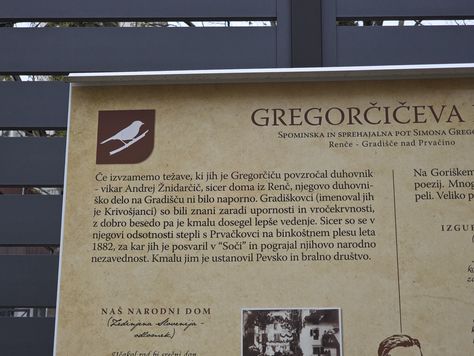 GREGORČIČEVA
SPOMINSKA IN SPREHAJALNA POT SIMONA GREGO
Renče - Gradišče nad Prvačino
Če izvzamemo težave, ki jih je Gregorčiču povzročal duhovnik
- vikar Andrej Žnidarčič, sicer doma iz Renč, njegovo duhovni-
ško delo na Gradišču ni bilo naporno. Gradiškovci (imenoval jih
je Krivošjanci) so bili znani zaradi upornosti in vročekrvnosti,
z dobro besedo pa je kmalu dosegel lepše vedenje. Sicer so se v
njegovi odsotnosti stepli s Prvačkovci na binkoštnem plesu leta
1882, za kar jih je posvaril v “Soči” in pograjal njihovo narodno
nezavednost. Kmalu jim je ustanovil Pevsko in bralno društvo.
NAŠ NARODNI DOM
(Zedinjena Slovenija -
odlomek)
Na Goriškem
poezij. Mnog
peli. Veliko p
IZGUB